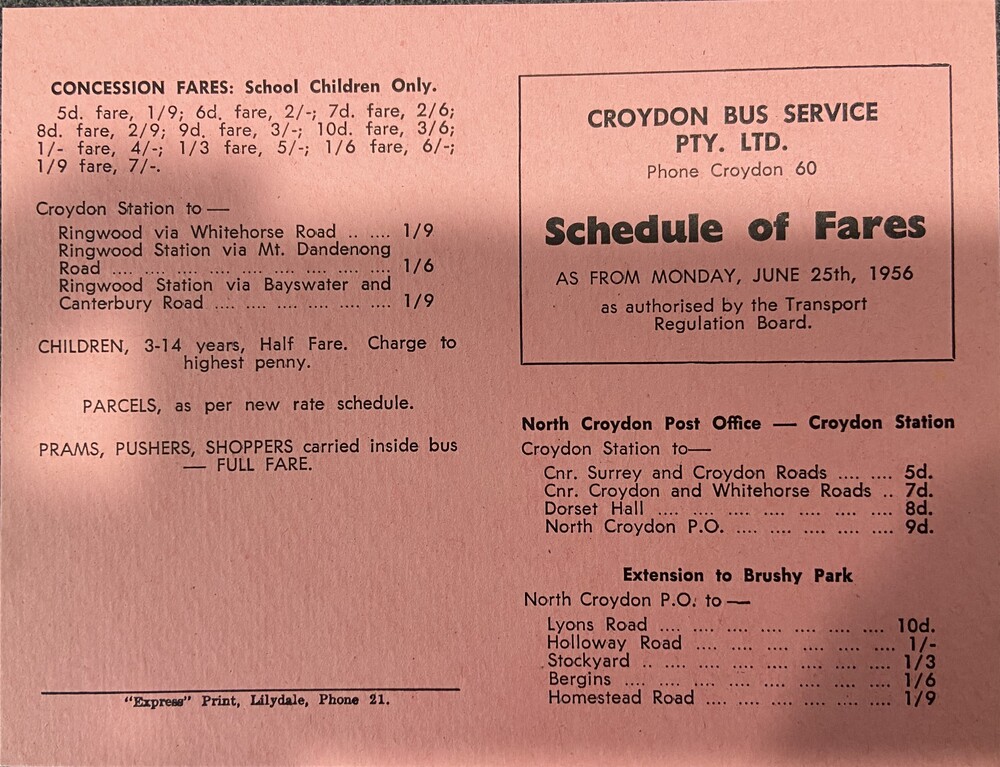 CONCESSION FARES: School Children Only.
5d. fare, 1/9; 6d. fare, 2/-; 7d. fare, 2/6;
8d. fare, 2/9; 9d. fare, 3/-; 10d. fare, 3/6;
1/- fare, 4/-; 1/3 fare, 5/-; 1/6 fare, 6/-;
1/9 fare, 7/-.
Croydon Station to —
Ringwood via Whitehorse Road .. .... 1/9
Ringwood Station via Mt. Dandenong
Road .... .... .... .... .... .... .... .... 1/6
Ringwood Station via Bayswater and
Canterbury Road .... .... .... .... .... 1/9
CHILDREN, 3-14 years, Half Fare. Charge to
highest penny.
PARCELS, as per new rate schedule.
PRAMS, PUSHERS, SHOPPERS carried inside bus
— FULL FARE.
"Express" Print, Lilydale, Phone 21.
CROYDON BUS SERVICE
PTY. LTD.
Phone Croydon 60
Schedule of Fares
AS FROM MONDAY, JUNE 25th, 1956
as authorised by the Transport
Regulation Board.
North Croydon Post Office — Croydon Station
Croydon Station to—
Cnr. Surrey and Croydon Roads .... .... 5d.
Cnr. Croydon and Whitehorse Roads .. 7d.
Dorset Hall .... .... .... .... .... .... .... 8d.
North Croydon P.O. .... .... .... .... .... 9d.
Extension to Brushy Park
North Croydon P.O. to —
Lyons Road .... .... .... .... .... .... .... 10d.
Holloway Road .... .... .... .... .... .... 1/-
Stockyard .. .... .... .... .... .... .... .... 1/3
Bergins .... .... .... .... .... .... .... .... 1/6
Homestead Road .... .... .... .... .... .... 1/9